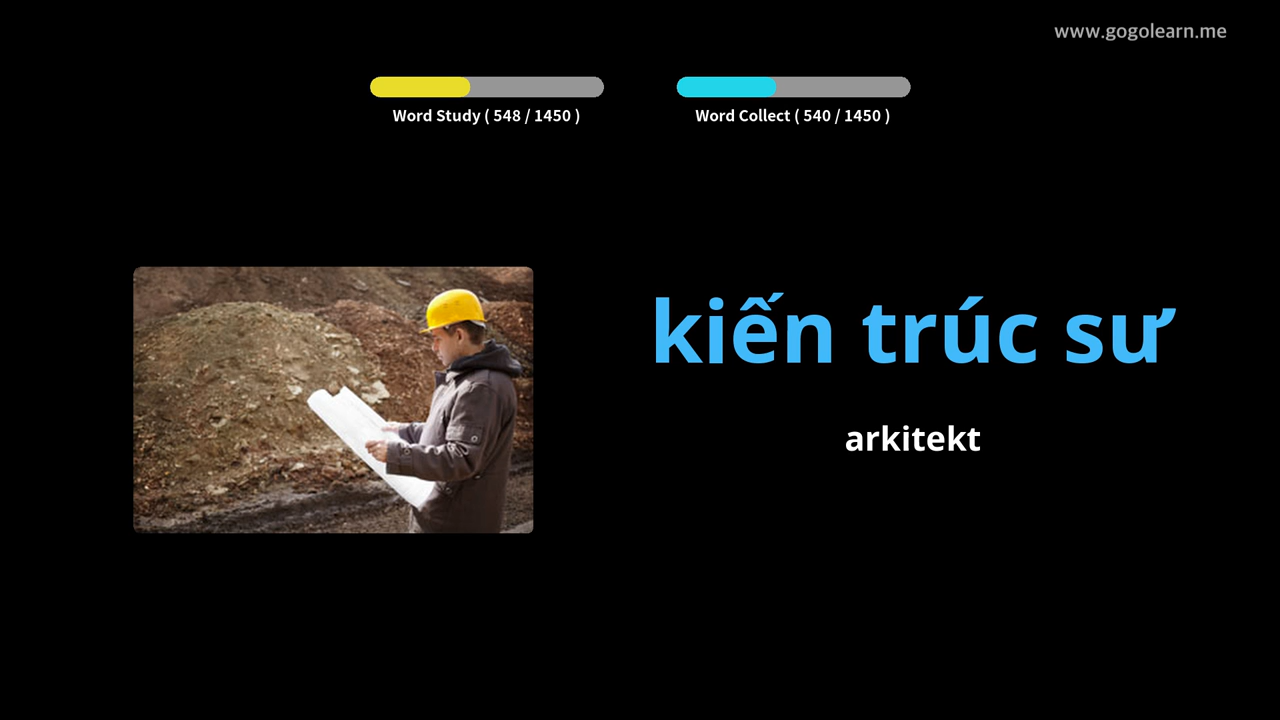 www.gogolearn.me
Word Study ( 548 / 1450 )
Word Collect ( 540 / 1450 )
kiến trúc sư
arkitekt